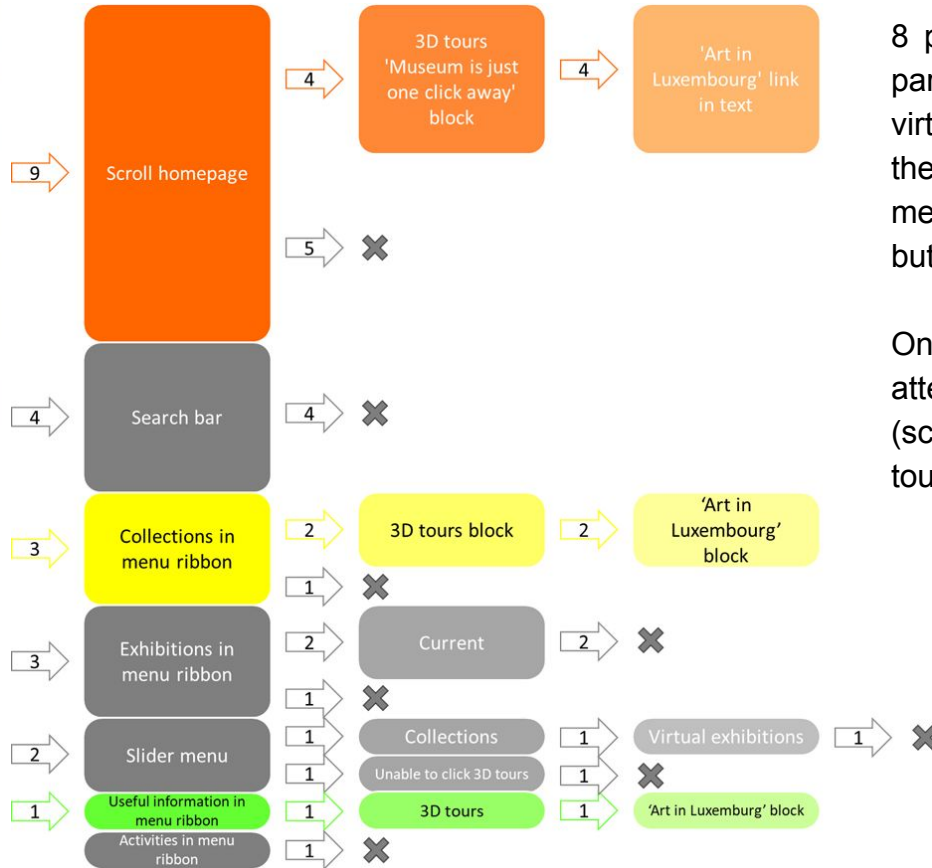 9
Scroll homepage
4
3D tours
'Museum is just
one click away'
block
4
'Art in
Luxembourg' link
in text
5
4
Search bar
4
3
Collections in
menu ribbon
2
3D tours block
2
‘Art in
Luxembourg’
block
1
3
Exhibitions in
menu ribbon
2
Current
2
1
2
Slider menu
1
Collections
1
Virtual exhibitions
1
1
Unable to click 3D tours
1
1
Useful information in
menu ribbon
1
3D tours
1
‘Art in Luxemburg’ block
Activities in menu
ribbon
1
8 p
par
virt
the
me
but
On
atte
(sc
tou